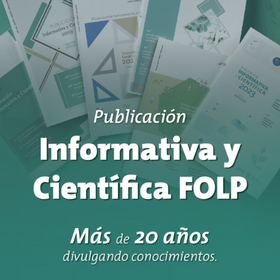 Publicación
Informativa y
Científica FOLP
Más de 20 años
divulgando conocimientos.